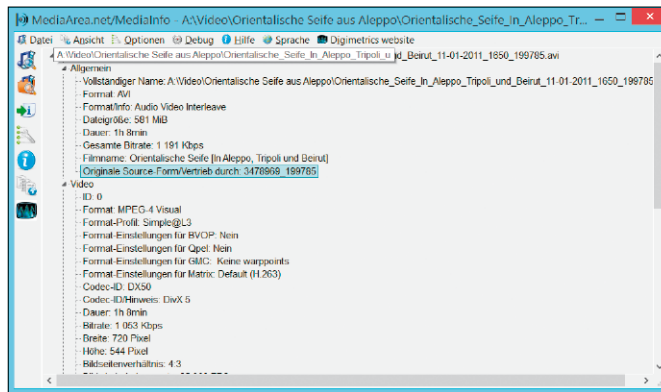 MediaArea.net/MediaInfo - A:\Video\Orientalische Seife aus Aleppo\Orientalische_Seife_In_Aleppo_Tr...
Datei Ansicht Optionen Debug Hilfe Sprache Digimetrics website
A:\Video\Orientalische Seife aus Aleppo\Orientalische_Seife_In_Aleppo_Tripoli_u nd_Beirut_11-01-2011_1650_199785.avi
Allgemein
Vollständiger Name: A:\Video\Orientalische Seife aus Aleppo\Orientalische_Seife_In_Aleppo_Tripoli_und_Beirut_11-01-2011_1650_199785
Format: AVI
Format/Info: Audio Video Interleave
Dateigröße: 581 MiB
Dauer: 1h 8min
Gesamte Bitrate: 1 191 Kbps
Filmname: Orientalische Seife [In Aleppo, Tripoli und Beirut]
Originale Source-Form/Vertrieb durch: 3478969_199785
Video
ID: 0
Format: MPEG-4 Visual
Format-Profil: Simple@L3
Format-Einstellungen für BVOP: Nein
Format-Einstellungen für Qpel: Nein
Format-Einstellungen für GMC: Keine warppoints
Format-Einstellungen für Matrix: Default (H.263)
Codec-ID: DX50
Codec-ID/Hinweis: DivX 5
Dauer: 1h 8min
Bitrate: 1 053 Kbps
Breite: 720 Pixel
Höhe: 544 Pixel
Bildseitenverhältnis: 4:3